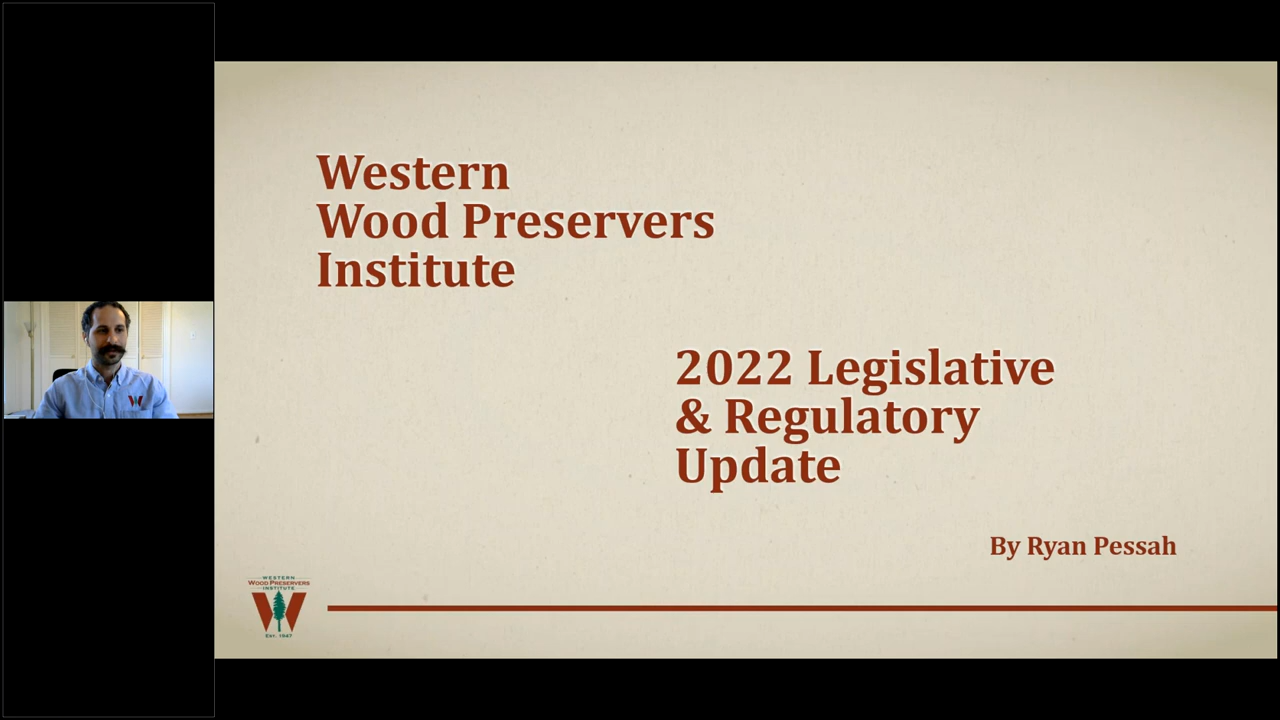 Western
Wood Preservers
Institute
2022 Legislative
& Regulatory
Update
By Ryan Pessah
WESTERN
WOOD PRESERVERS
INSTITUTE
W
Est. 1947